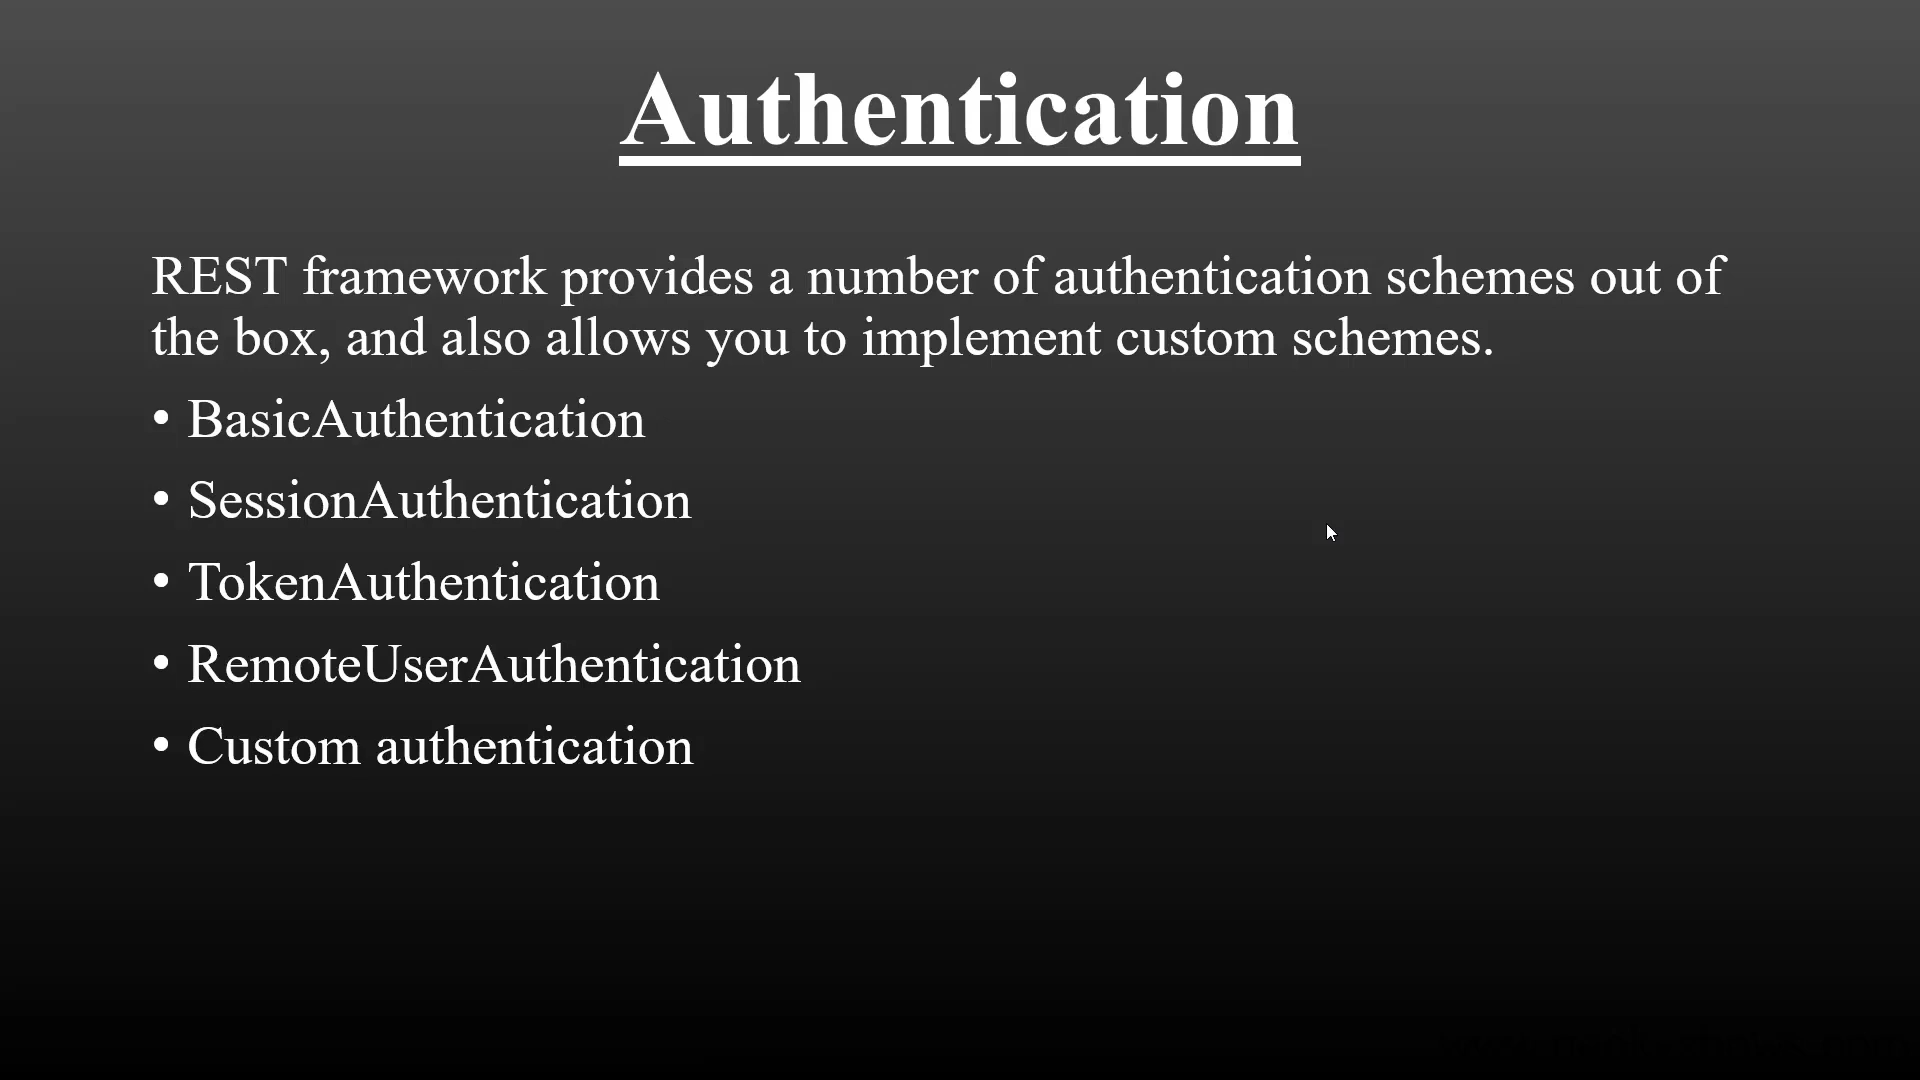 Authentication
REST framework provides a number of authentication schemes out of
the box, and also allows you to implement custom schemes.
• BasicAuthentication
• SessionAuthentication
• TokenAuthentication
• RemoteUserAuthentication
• Custom authentication